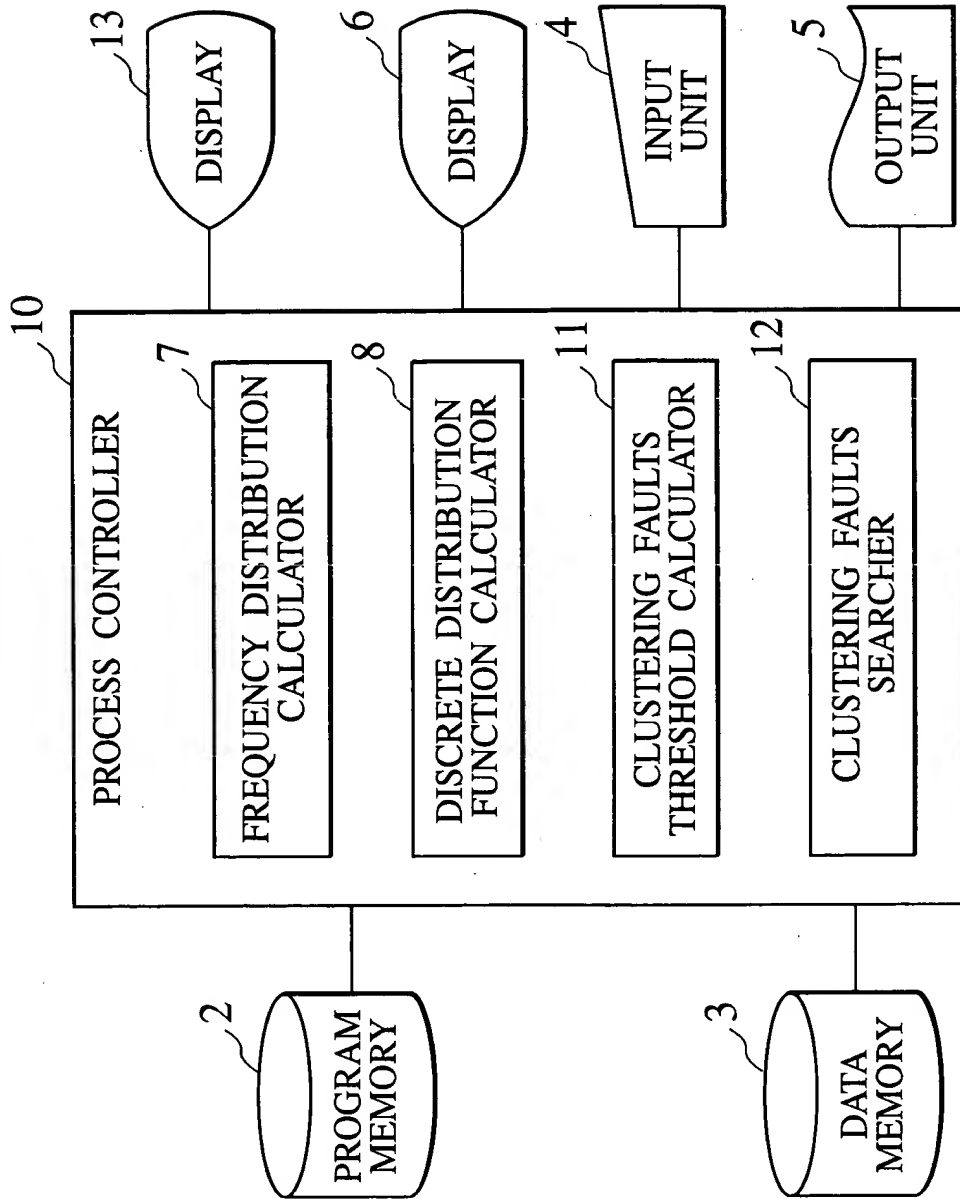 10
PROCESS CONTROLLER
13
DISPLAY
7
FREQUENCY DISTRIBUTION
CALCULATOR
2
PROGRAM
MEMORY
8
DISCRETE DISTRIBUTION
FUNCTION CALCULATOR
6
DISPLAY
11
CLUSTERING FAULTS
THRESHOLD CALCULATOR
4
INPUT
UNIT
3
DATA
MEMORY
12
CLUSTERING FAULTS
SEARCHER
5
OUTPUT
UNIT